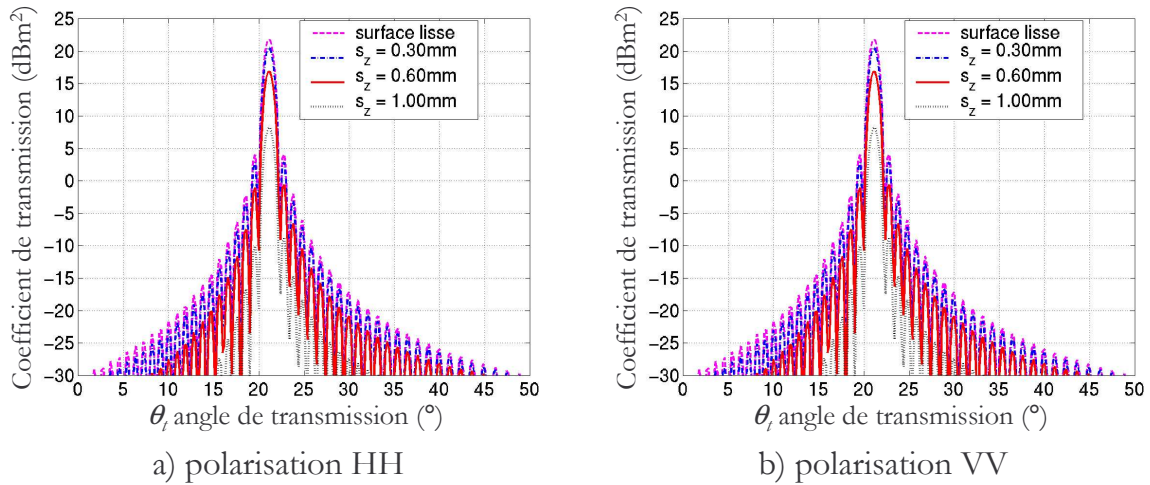 Coefficient de transmission (dBm²)
25
20
15
10
5
0
−5
−10
−15
−20
−25
−30
surface lisse
s_z = 0.30mm
s_z = 0.60mm
s_z = 1.00mm
0 5 10 15 20 25 30 35 40 45 50
θ_t angle de transmission (°)
a) polarisation HH
Coefficient de transmission (dBm²)
25
20
15
10
5
0
−5
−10
−15
−20
−25
−30
surface lisse
s_z = 0.30mm
s_z = 0.60mm
s_z = 1.00mm
0 5 10 15 20 25 30 35 40 45 50
θ_t angle de transmission (°)
b) polarisation VV